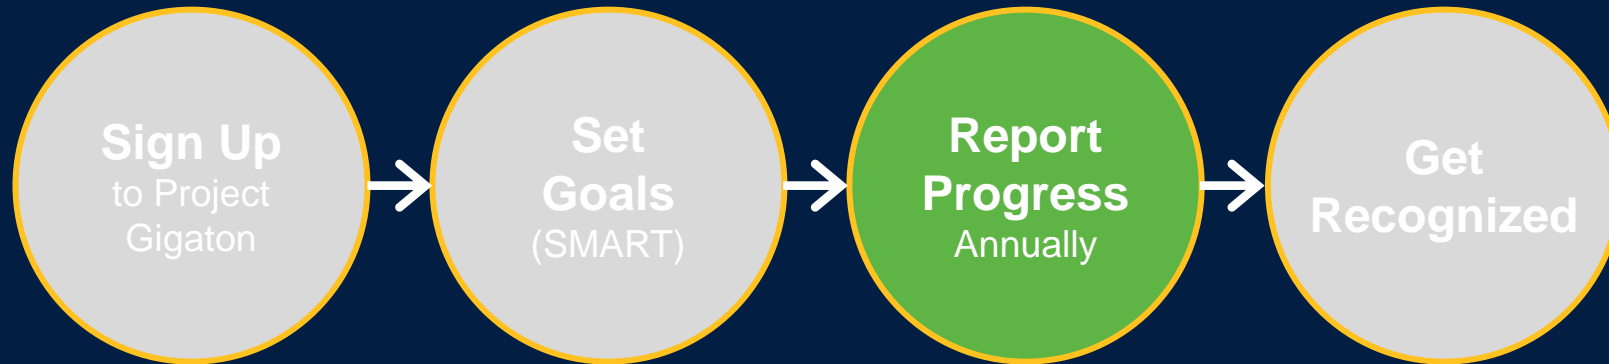 Sign Up
to Project
Gigaton
Set
Goals
(SMART)
Report
Progress
Annually
Get
Recognized